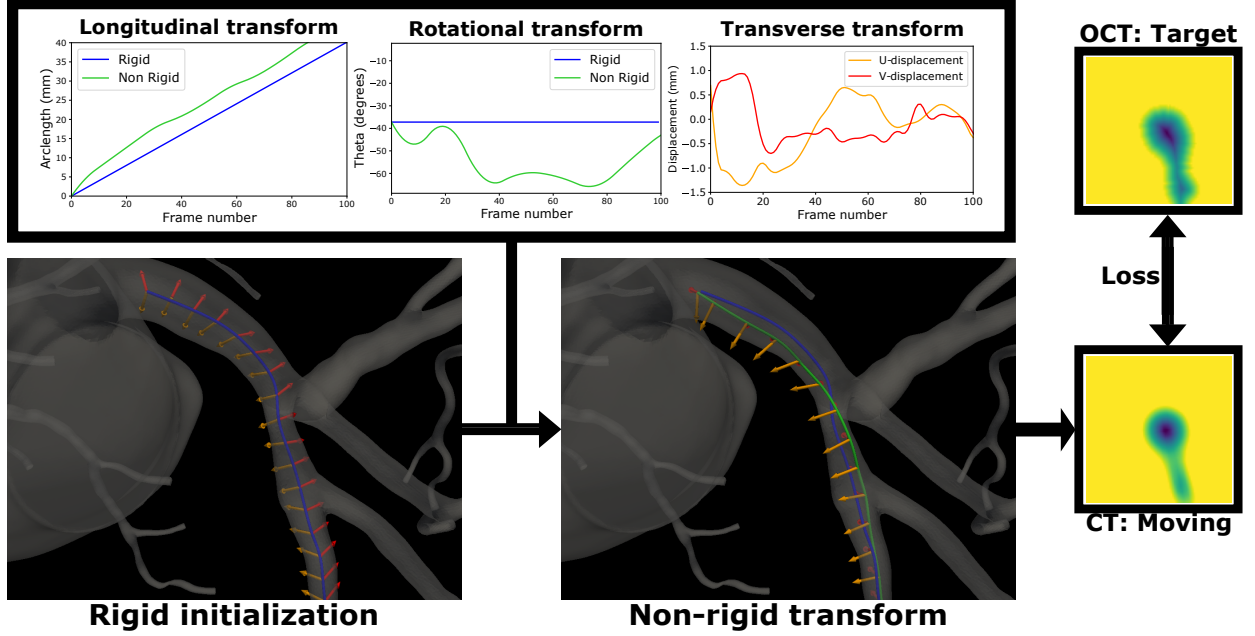 Longitudinal transform
Rotational transform
Transverse transform
OCT: Target
Arclength (mm)
40
35
30
25
20
15
10
5
0
Rigid
Non Rigid
0
20
40
60
80
100
Frame number
Theta (degrees)
−10
−20
−30
−40
−50
−60
Rigid
Non Rigid
0
20
40
60
80
100
Frame number
Displacement (mm)
1.5
1.0
0.5
0.0
−0.5
−1.0
−1.5
U-displacement
V-displacement
0
20
40
60
80
100
Frame number
Loss
CT: Moving
Rigid initialization
Non-rigid transform